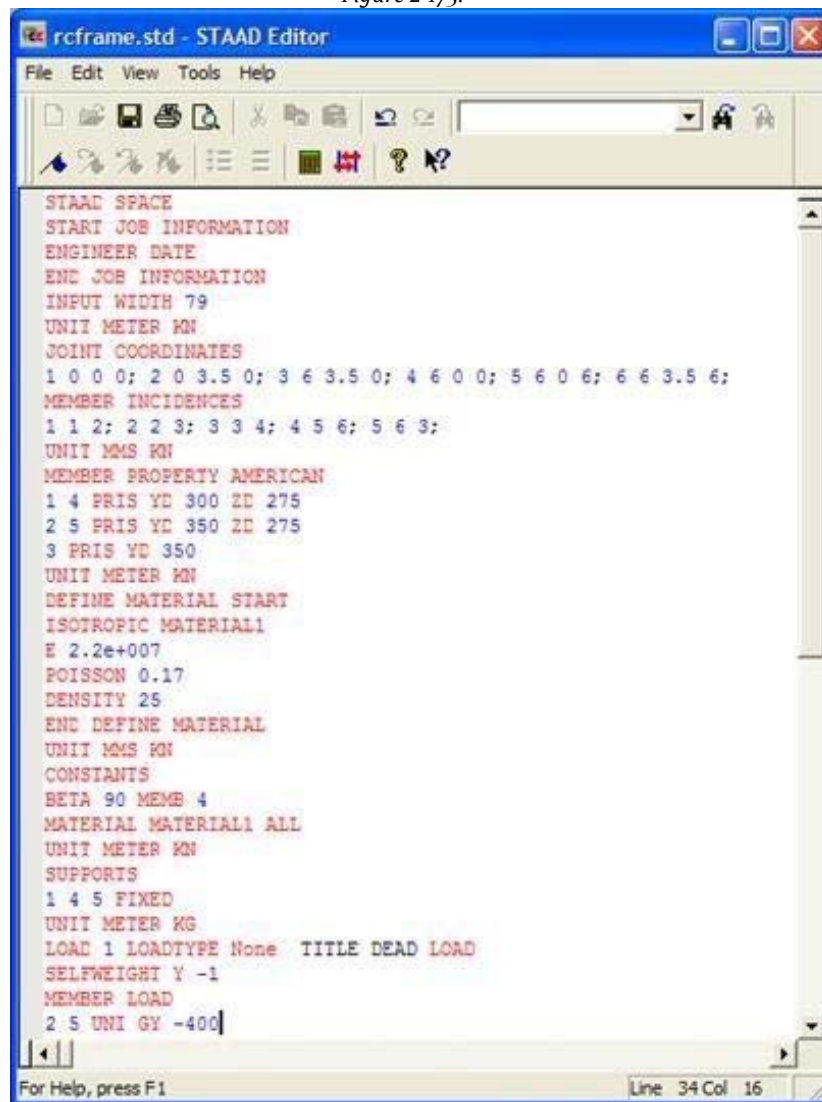 Figure 2 173.
rcframe.std - STAAD Editor
File Edit View Tools Help
STAAD SPACE
START JOB INFORMATION
ENGINEER DATE
END JOB INFORMATION
INPUT WIDTH 79
UNIT METER KN
JOINT COORDINATES
1 0 0 0; 2 0 3.5 0; 3 6 3.5 0; 4 6 0 0; 5 6 0 6; 6 6 3.5 6;
MEMBER INCIDENCES
1 1 2; 2 2 3; 3 3 4; 4 5 6; 5 6 3;
UNIT MMS KN
MEMBER PROPERTY AMERICAN
1 4 PRIS YD 300 ZD 275
2 5 PRIS YD 350 ZD 275
3 PRIS YD 350
UNIT METER KN
DEFINE MATERIAL START
ISOTROPIC MATERIAL1
E 2.2e+007
POISSON 0.17
DENSITY 25
END DEFINE MATERIAL
UNIT MMS KN
CONSTANTS
BETA 90 MEMB 4
MATERIAL MATERIAL1 ALL
UNIT METER KN
SUPPORTS
1 4 5 FIXED
UNIT METER KG
LOAD 1 LOADTYPE None TITLE DEAD LOAD
SELFWEIGHT Y -1
MEMBER LOAD
2 5 UNI GY -400
For Help, press F1 Line 34 Col 16